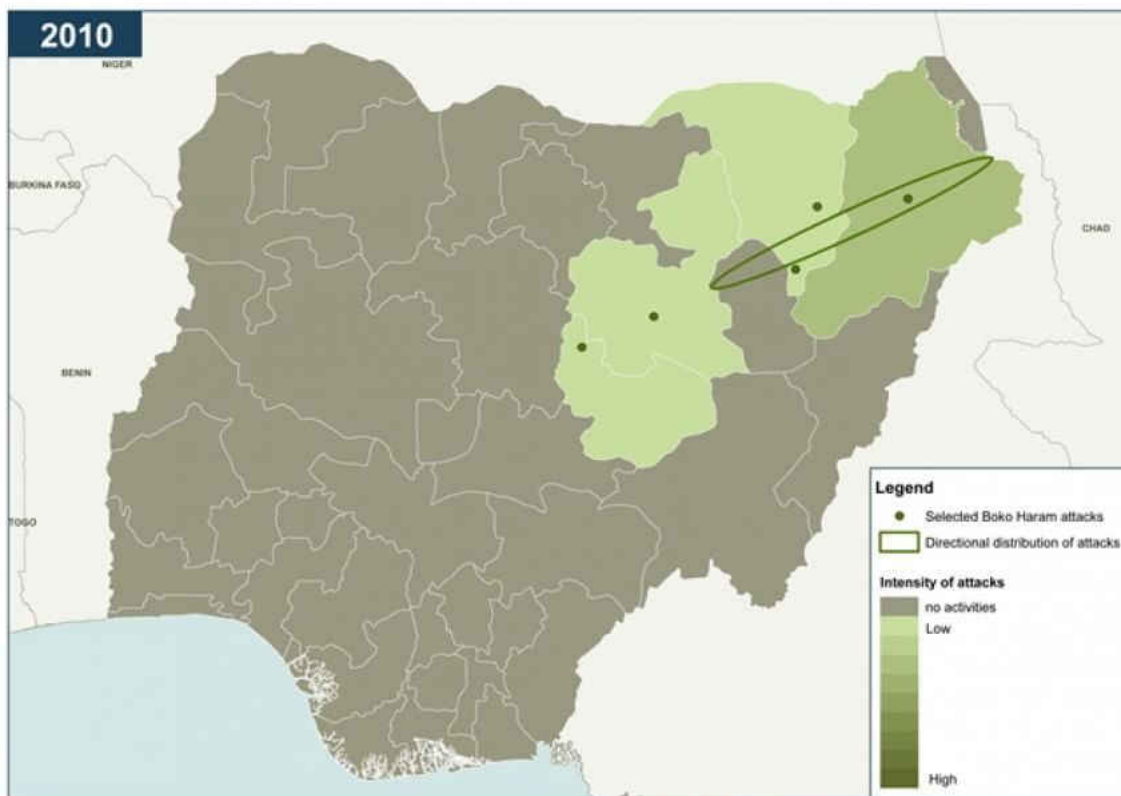 2010
NIGER
BURKINA FASO
CHAD
BENIN
TOGO
Legend
Selected Boko Haram attacks
Directional distribution of attacks
Intensity of attacks
no activities
Low
High